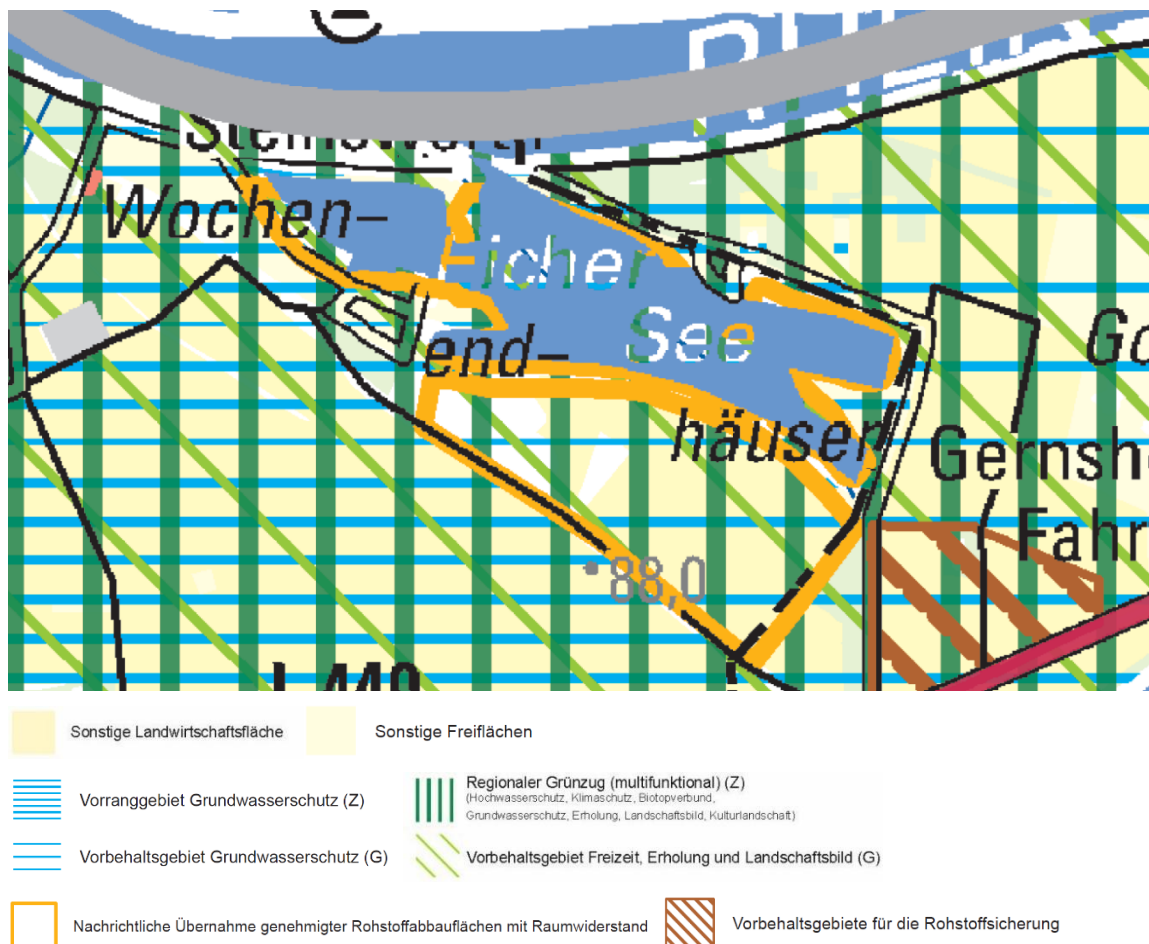 Wochen–
Eicher
See
end–
häuser
Gernsh
Fahr
88,0
Sonstige Landwirtschaftsfläche
Sonstige Freiflächen
Vorranggebiet Grundwasserschutz (Z)
Regionaler Grünzug (multifunktional) (Z)
(Hochwasserschutz, Klimaschutz, Biotopverbund,
Grundwasserschutz, Erholung, Landschaftsbild, Kulturlandschaft)
Vorbehaltsgebiet Grundwasserschutz (G)
Vorbehaltsgebiet Freizeit, Erholung und Landschaftsbild (G)
Nachrichtliche Übernahme genehmigter Rohstoffabbauflächen mit Raumwiderstand
Vorbehaltsgebiete für die Rohstoffsicherung